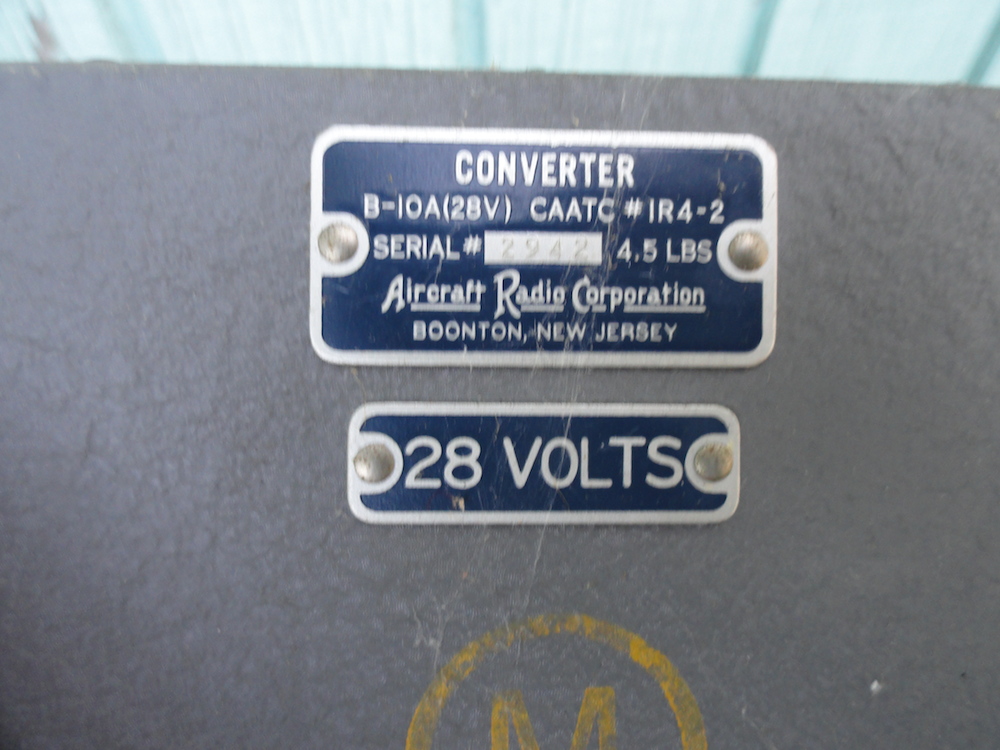 CONVERTER
B-10A(28V) CAATC # 1R4-2
SERIAL # 2942 4.5 LBS
Aircraft Radio Corporation
BOONTON, NEW JERSEY
28 VOLTS
M